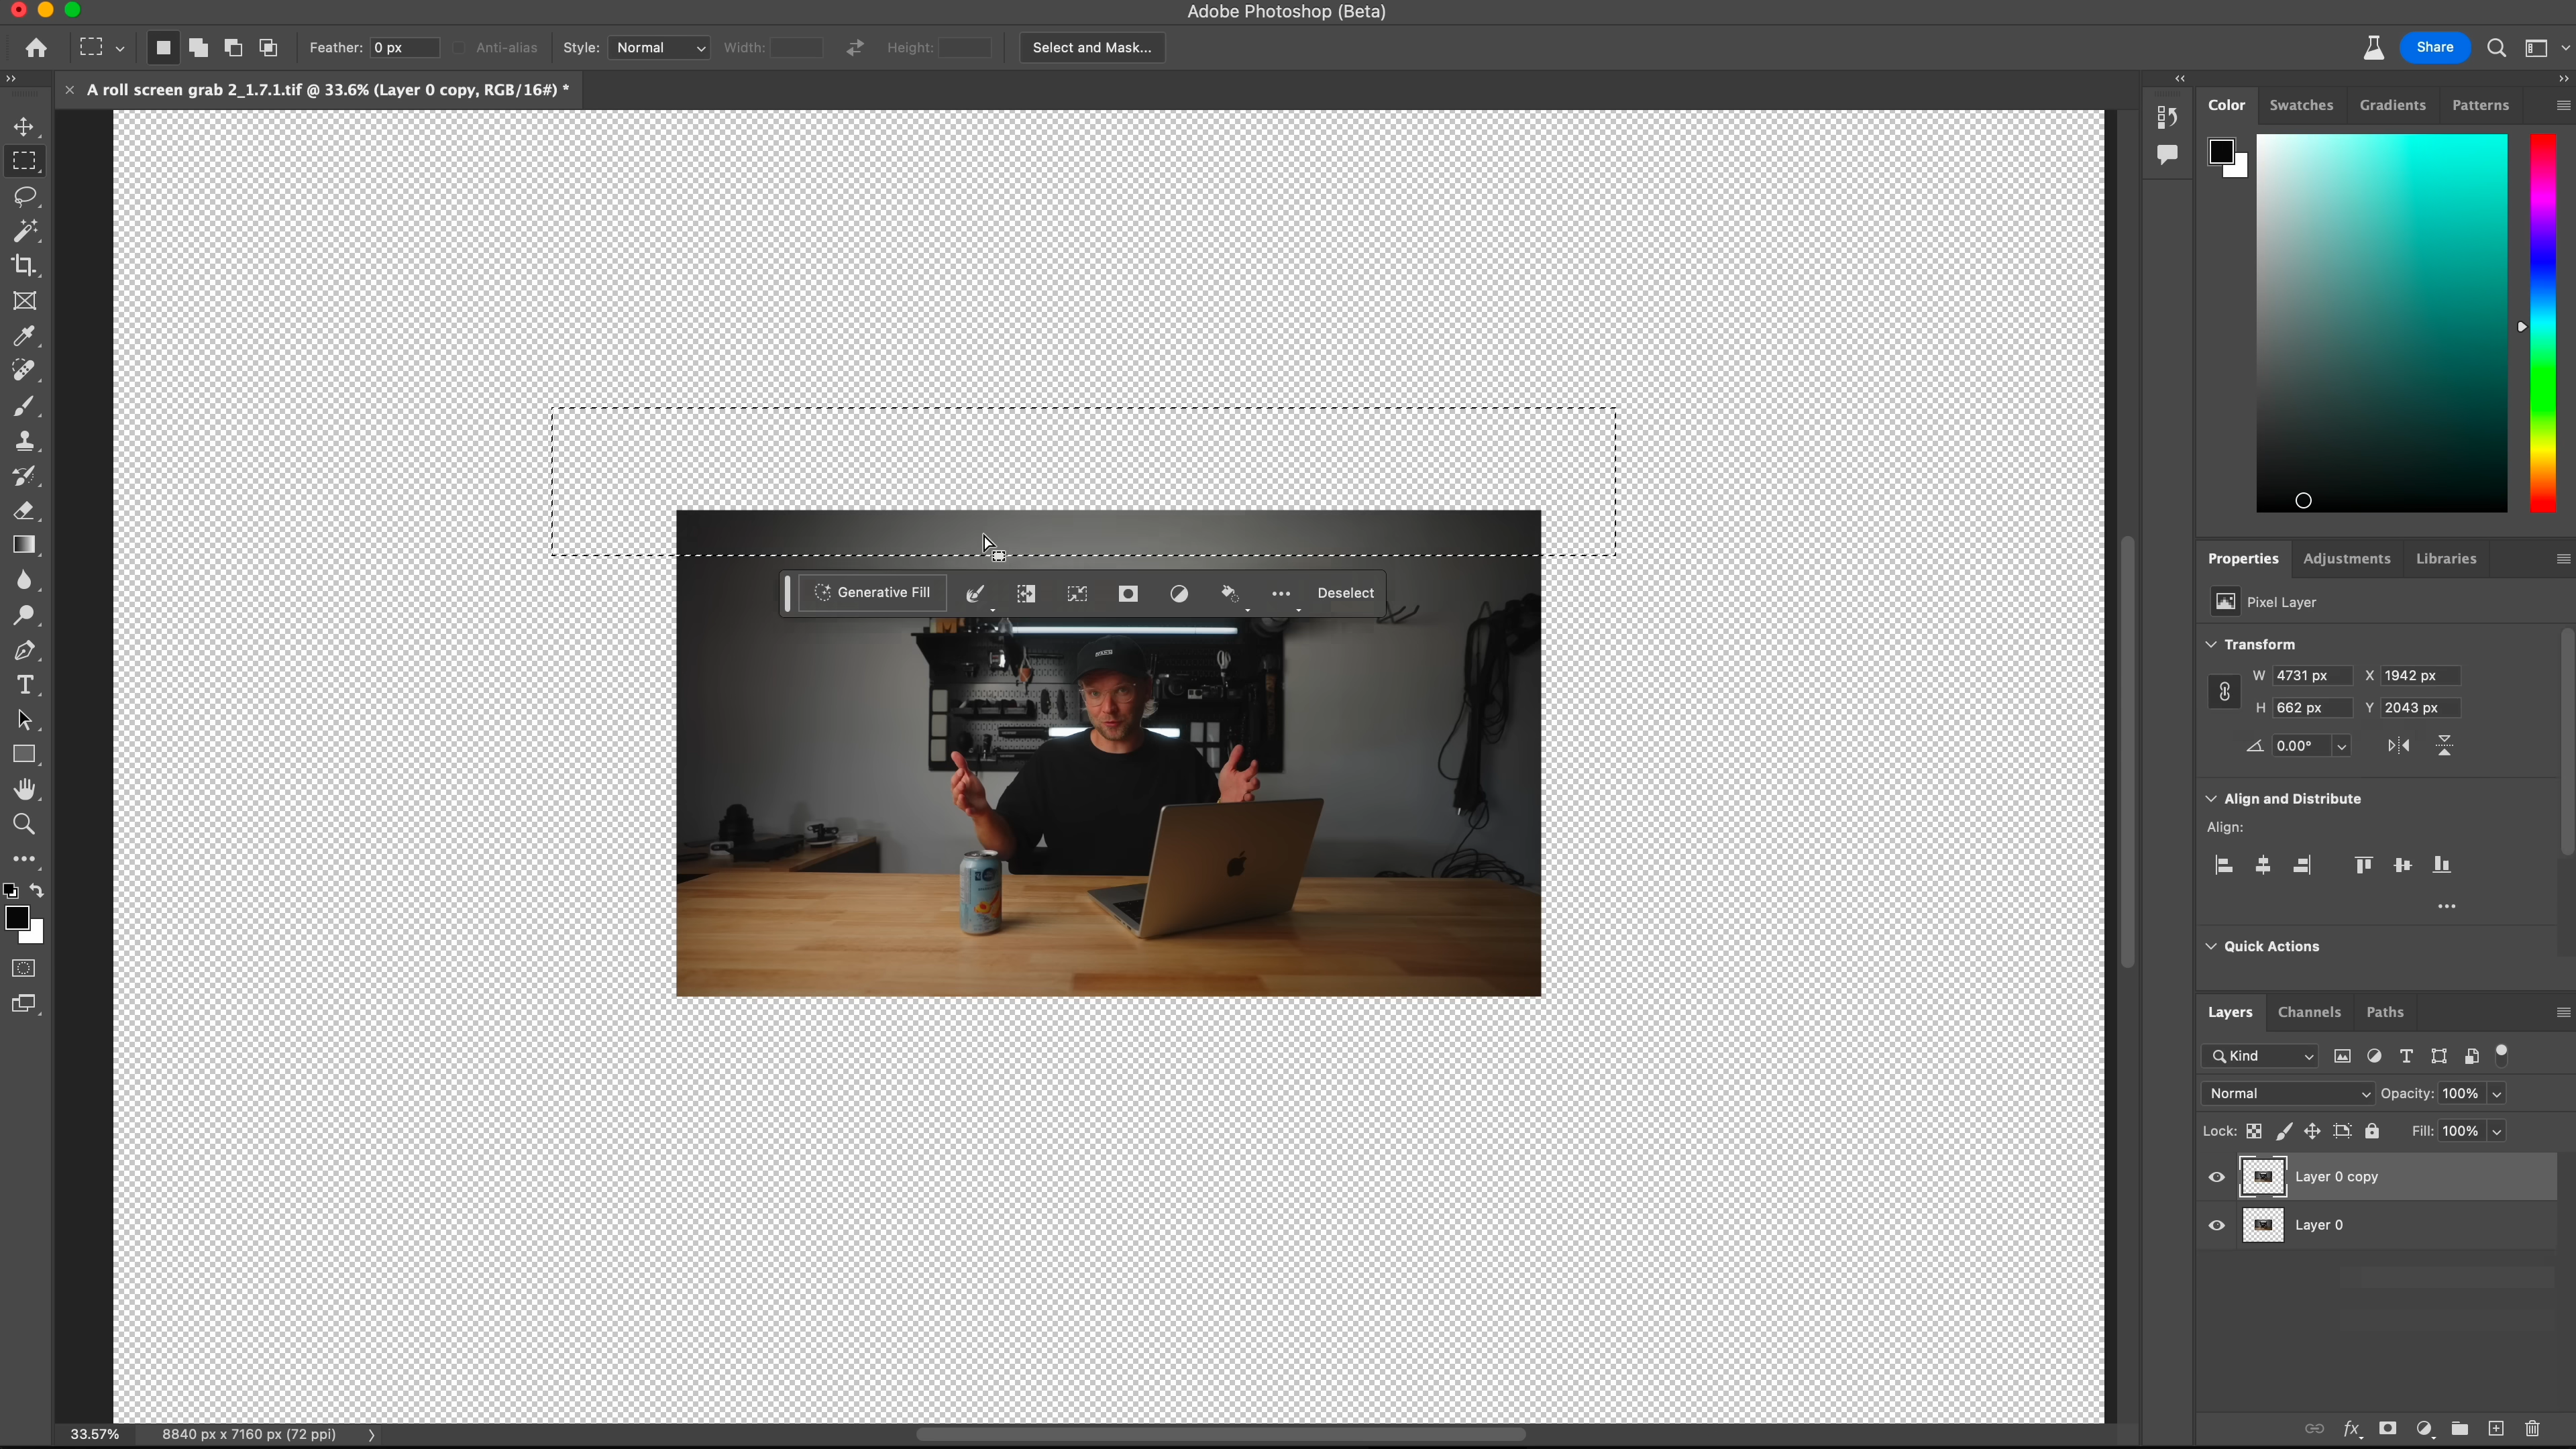 Adobe Photoshop (Beta)
Feather: 0 px Anti-alias Style: Normal Width: Height: Select and Mask... Share
A roll screen grab 2_1.7.1.tif @ 33.6% (Layer 0 copy, RGB/16#) *
Color Swatches Gradients Patterns
Generative Fill Deselect
Properties Adjustments Libraries
Pixel Layer
Transform
W 4731 px X 1942 px
H 662 px Y 2043 px
0.00°
Align and Distribute
Align:
Quick Actions
Layers Channels Paths
Kind
Normal Opacity: 100%
Lock: Fill: 100%
Layer 0 copy
Layer 0
33.57% 8840 px x 7160 px (72 ppi)